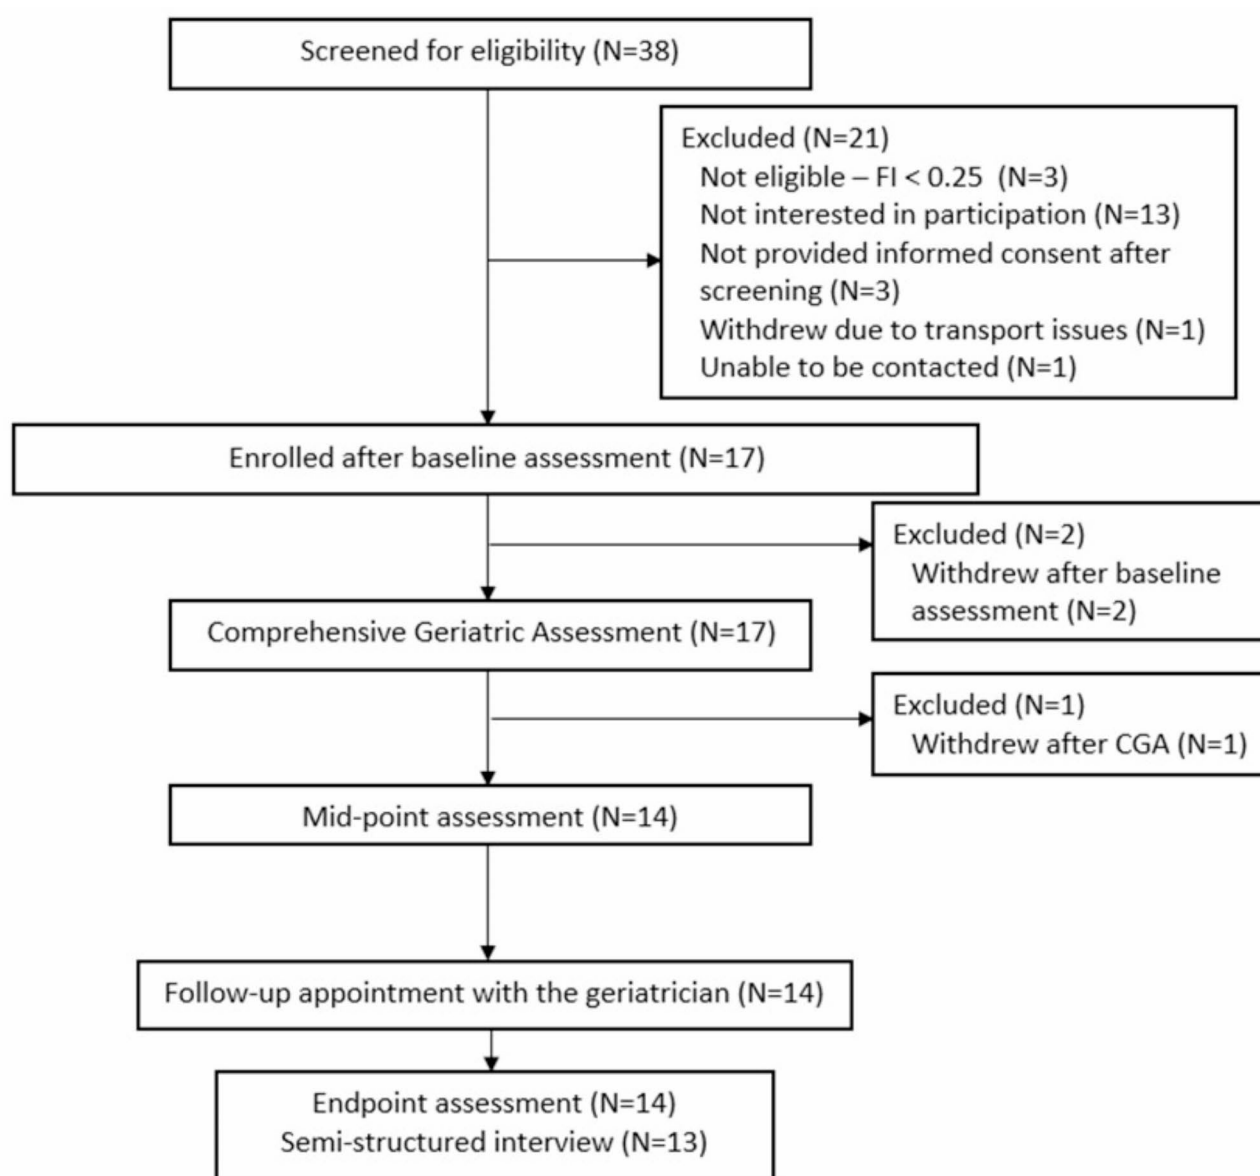 Screened for eligibility (N=38)
Excluded (N=21)
Not eligible – FI < 0.25 (N=3)
Not interested in participation (N=13)
Not provided informed consent after
screening (N=3)
Withdrew due to transport issues (N=1)
Unable to be contacted (N=1)
Enrolled after baseline assessment (N=17)
Excluded (N=2)
Withdrew after baseline
assessment (N=2)
Comprehensive Geriatric Assessment (N=17)
Excluded (N=1)
Withdrew after CGA (N=1)
Mid-point assessment (N=14)
Follow-up appointment with the geriatrician (N=14)
Endpoint assessment (N=14)
Semi-structured interview (N=13)